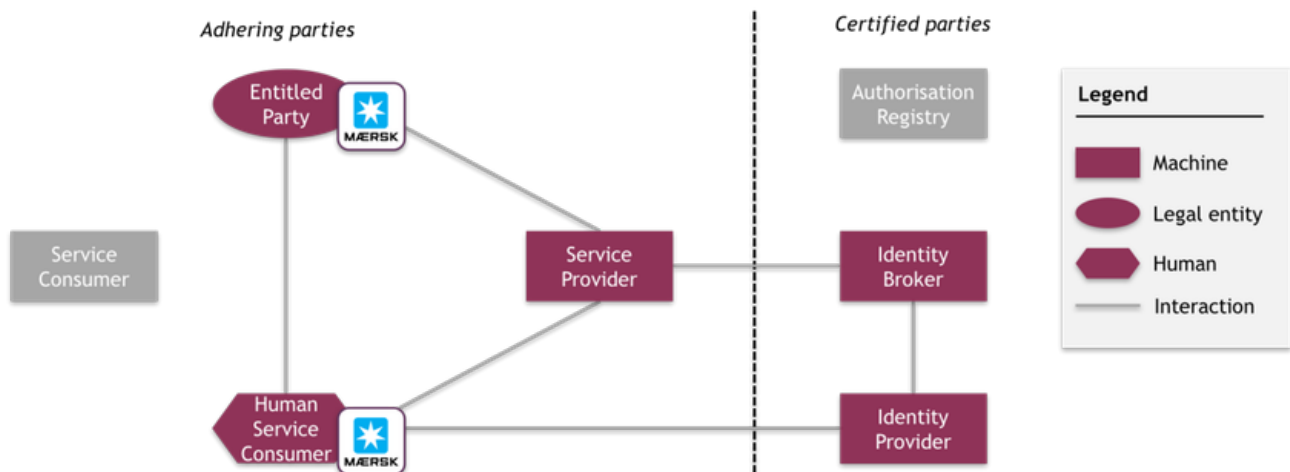 Adhering parties
Certified parties
Entitled
Party
MÆRSK
Authorisation
Registry
Legend
Machine
Legal entity
Human
Interaction
Service
Consumer
Service
Provider
Identity
Broker
Human
Service
Consumer
MÆRSK
Identity
Provider